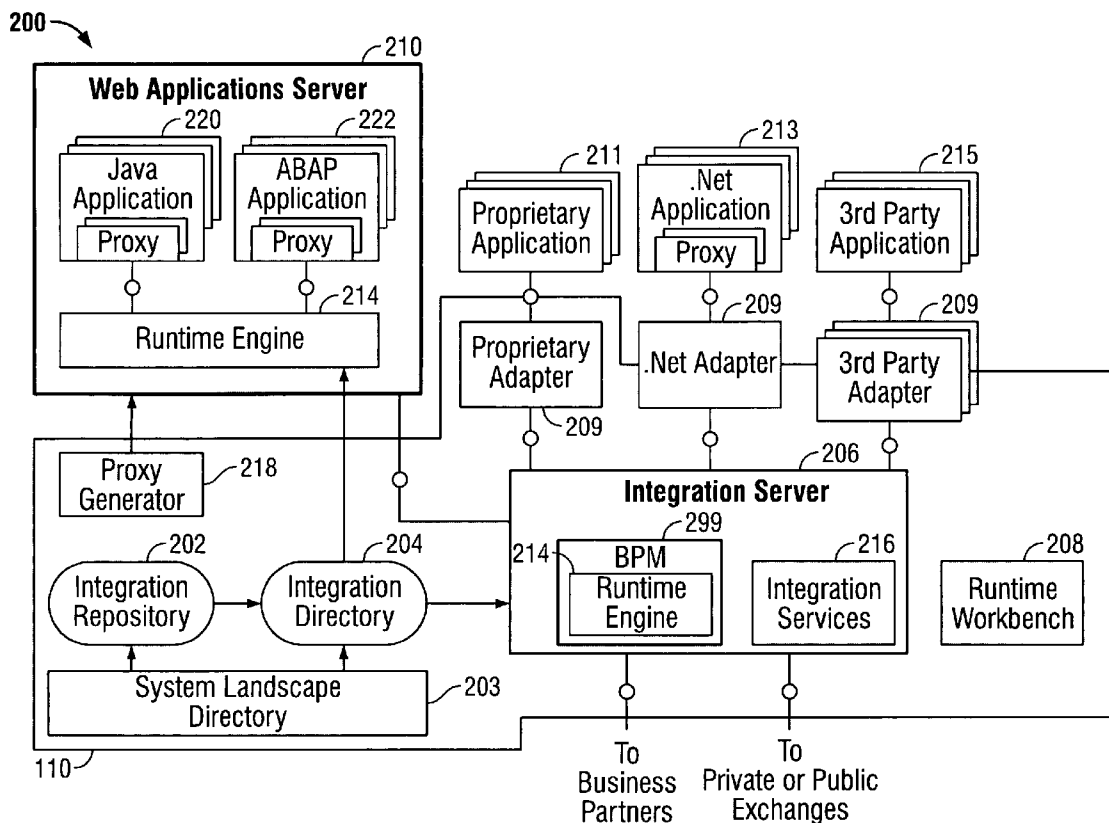 200
210
Web Applications Server
220
222
Java
Application
Proxy
ABAP
Application
Proxy
214
Runtime Engine
211
Proprietary
Application
213
.Net
Application
Proxy
215
3rd Party
Application
Proprietary
Adapter
209
209
.Net Adapter
209
3rd Party
Adapter
Proxy
Generator
218
206
Integration Server
299
214
BPM
Runtime
Engine
216
Integration
Services
208
Runtime
Workbench
202
Integration
Repository
204
Integration
Directory
System Landscape
Directory
203
110
To
Business
Partners
To
Private or Public
Exchanges